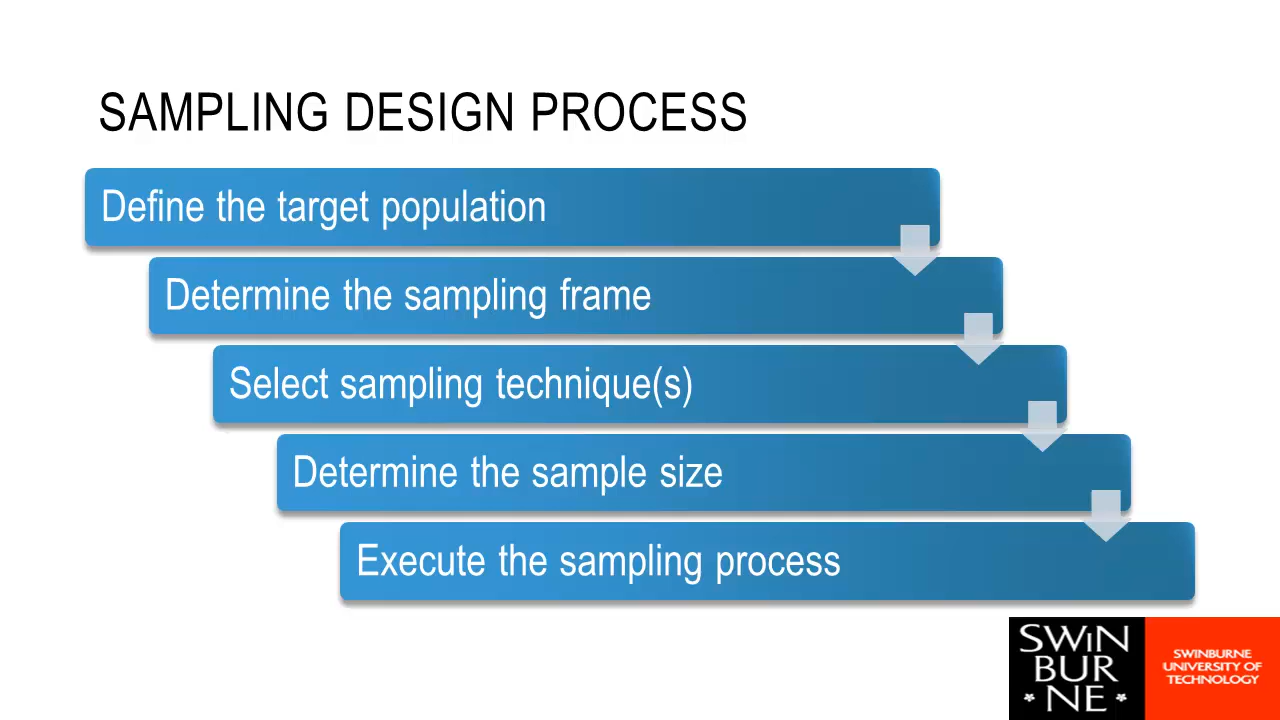 SAMPLING DESIGN PROCESS
Define the target population
Determine the sampling frame
Select sampling technique(s)
Determine the sample size
Execute the sampling process
SWIN
BUR
NE
SWINBURNE
UNIVERSITY OF
TECHNOLOGY